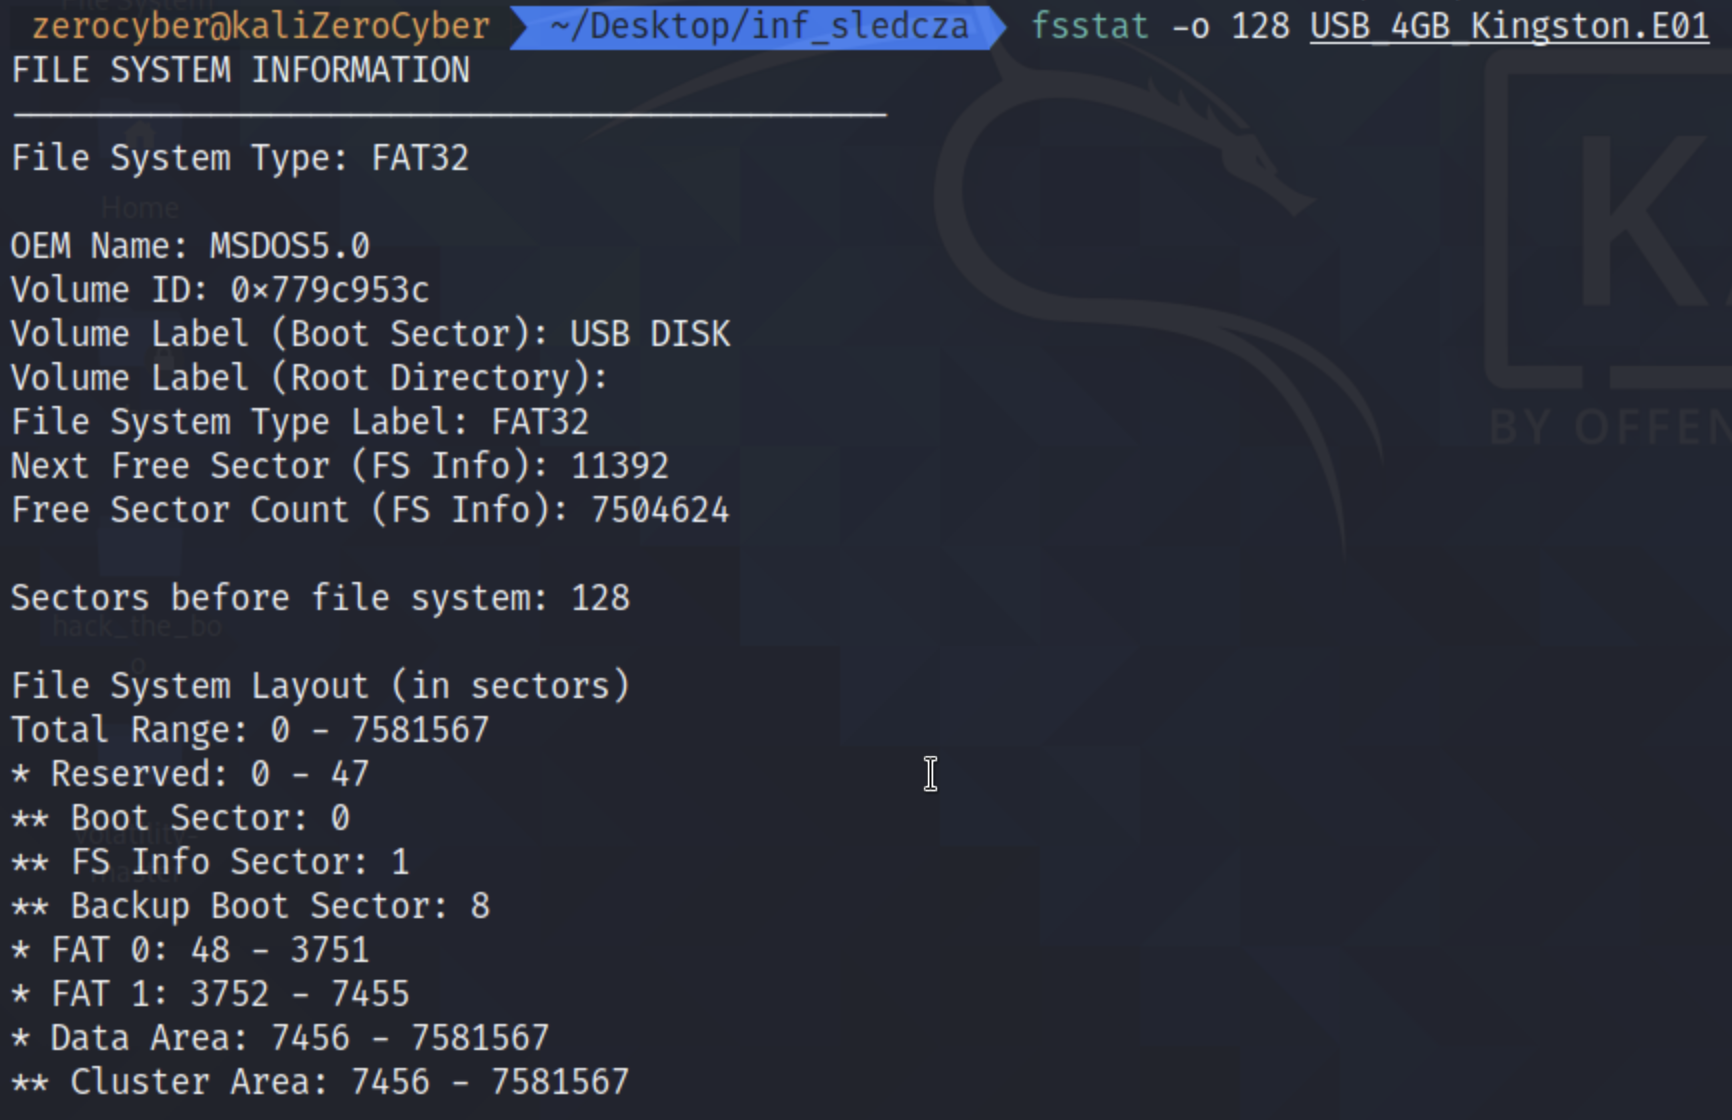 zerocyber@kaliZeroCyber ~/Desktop/inf_sledcza fsstat -o 128 USB_4GB_Kingston.E01
FILE SYSTEM INFORMATION
File System Type: FAT32
Home
OEM Name: MSDOS5.0
Volume ID: 0×779c953c
Volume Label (Boot Sector): USB DISK
Volume Label (Root Directory):
File System Type Label: FAT32
BY OFFEN
Next Free Sector (FS Info): 11392
Free Sector Count (FS Info): 7504624
Sectors before file system: 128
hack_the_bo
o
File System Layout (in sectors)
Total Range: 0 - 7581567
* Reserved: 0 - 47
** Boot Sector: 0
** FS Info Sector: 1
** Backup Boot Sector: 8
* FAT 0: 48 - 3751
* FAT 1: 3752 - 7455
* Data Area: 7456 - 7581567
** Cluster Area: 7456 - 7581567